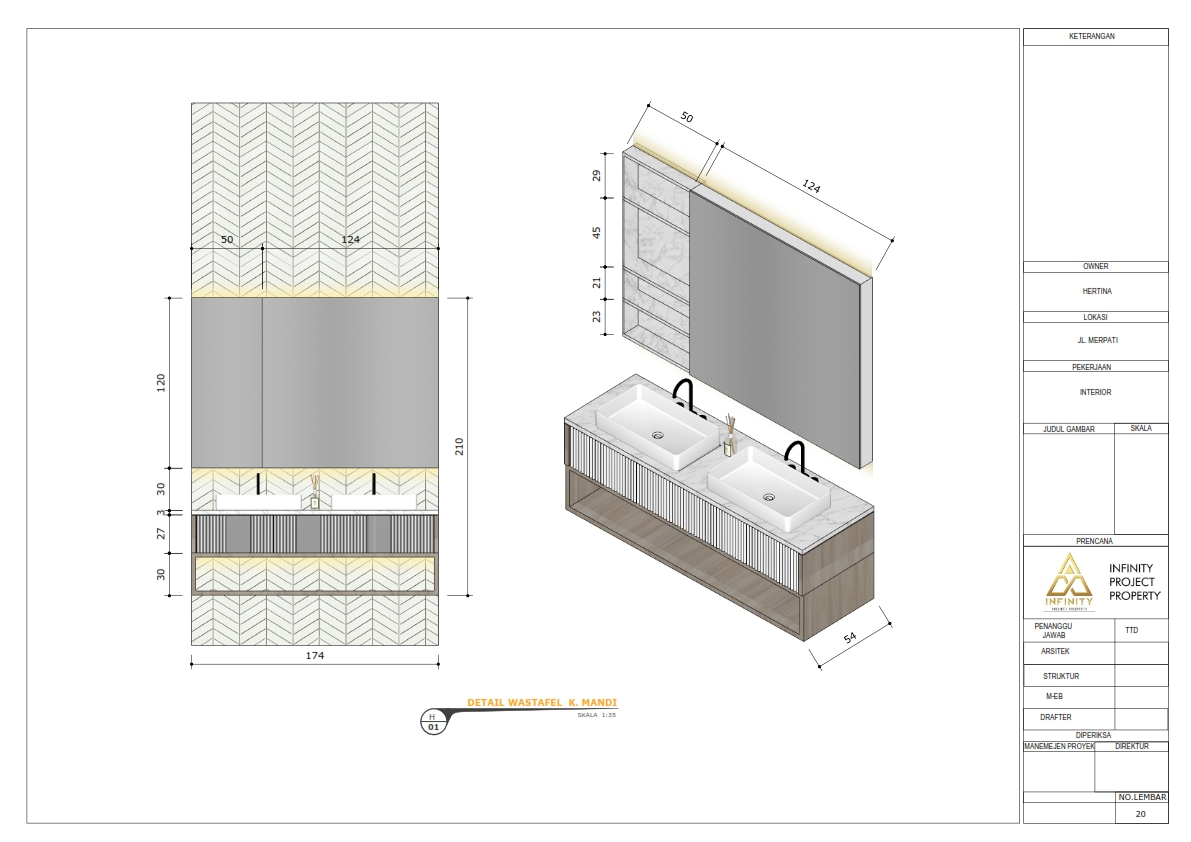 50
124
120
30
3
27
30
210
174
50
124
29
45
21
23
54
DETAIL WASTAFEL K. MANDI
SKALA 1:35
H
01
KETERANGAN
OWNER
HERTINA
LOKASI
JL. MERPATI
PEKERJAAN
INTERIOR
JUDUL GAMBAR
SKALA
PRENCANA
INFINITY
PROJECT PROPERTY
INFINITY
PROJECT
PROPERTY
PENANGGU
JAWAB
TTD
ARSITEK
STRUKTUR
M-EB
DRAFTER
DIPERIKSA
MANEMEJEN PROYEK
DIREKTUR
NO.LEMBAR
20